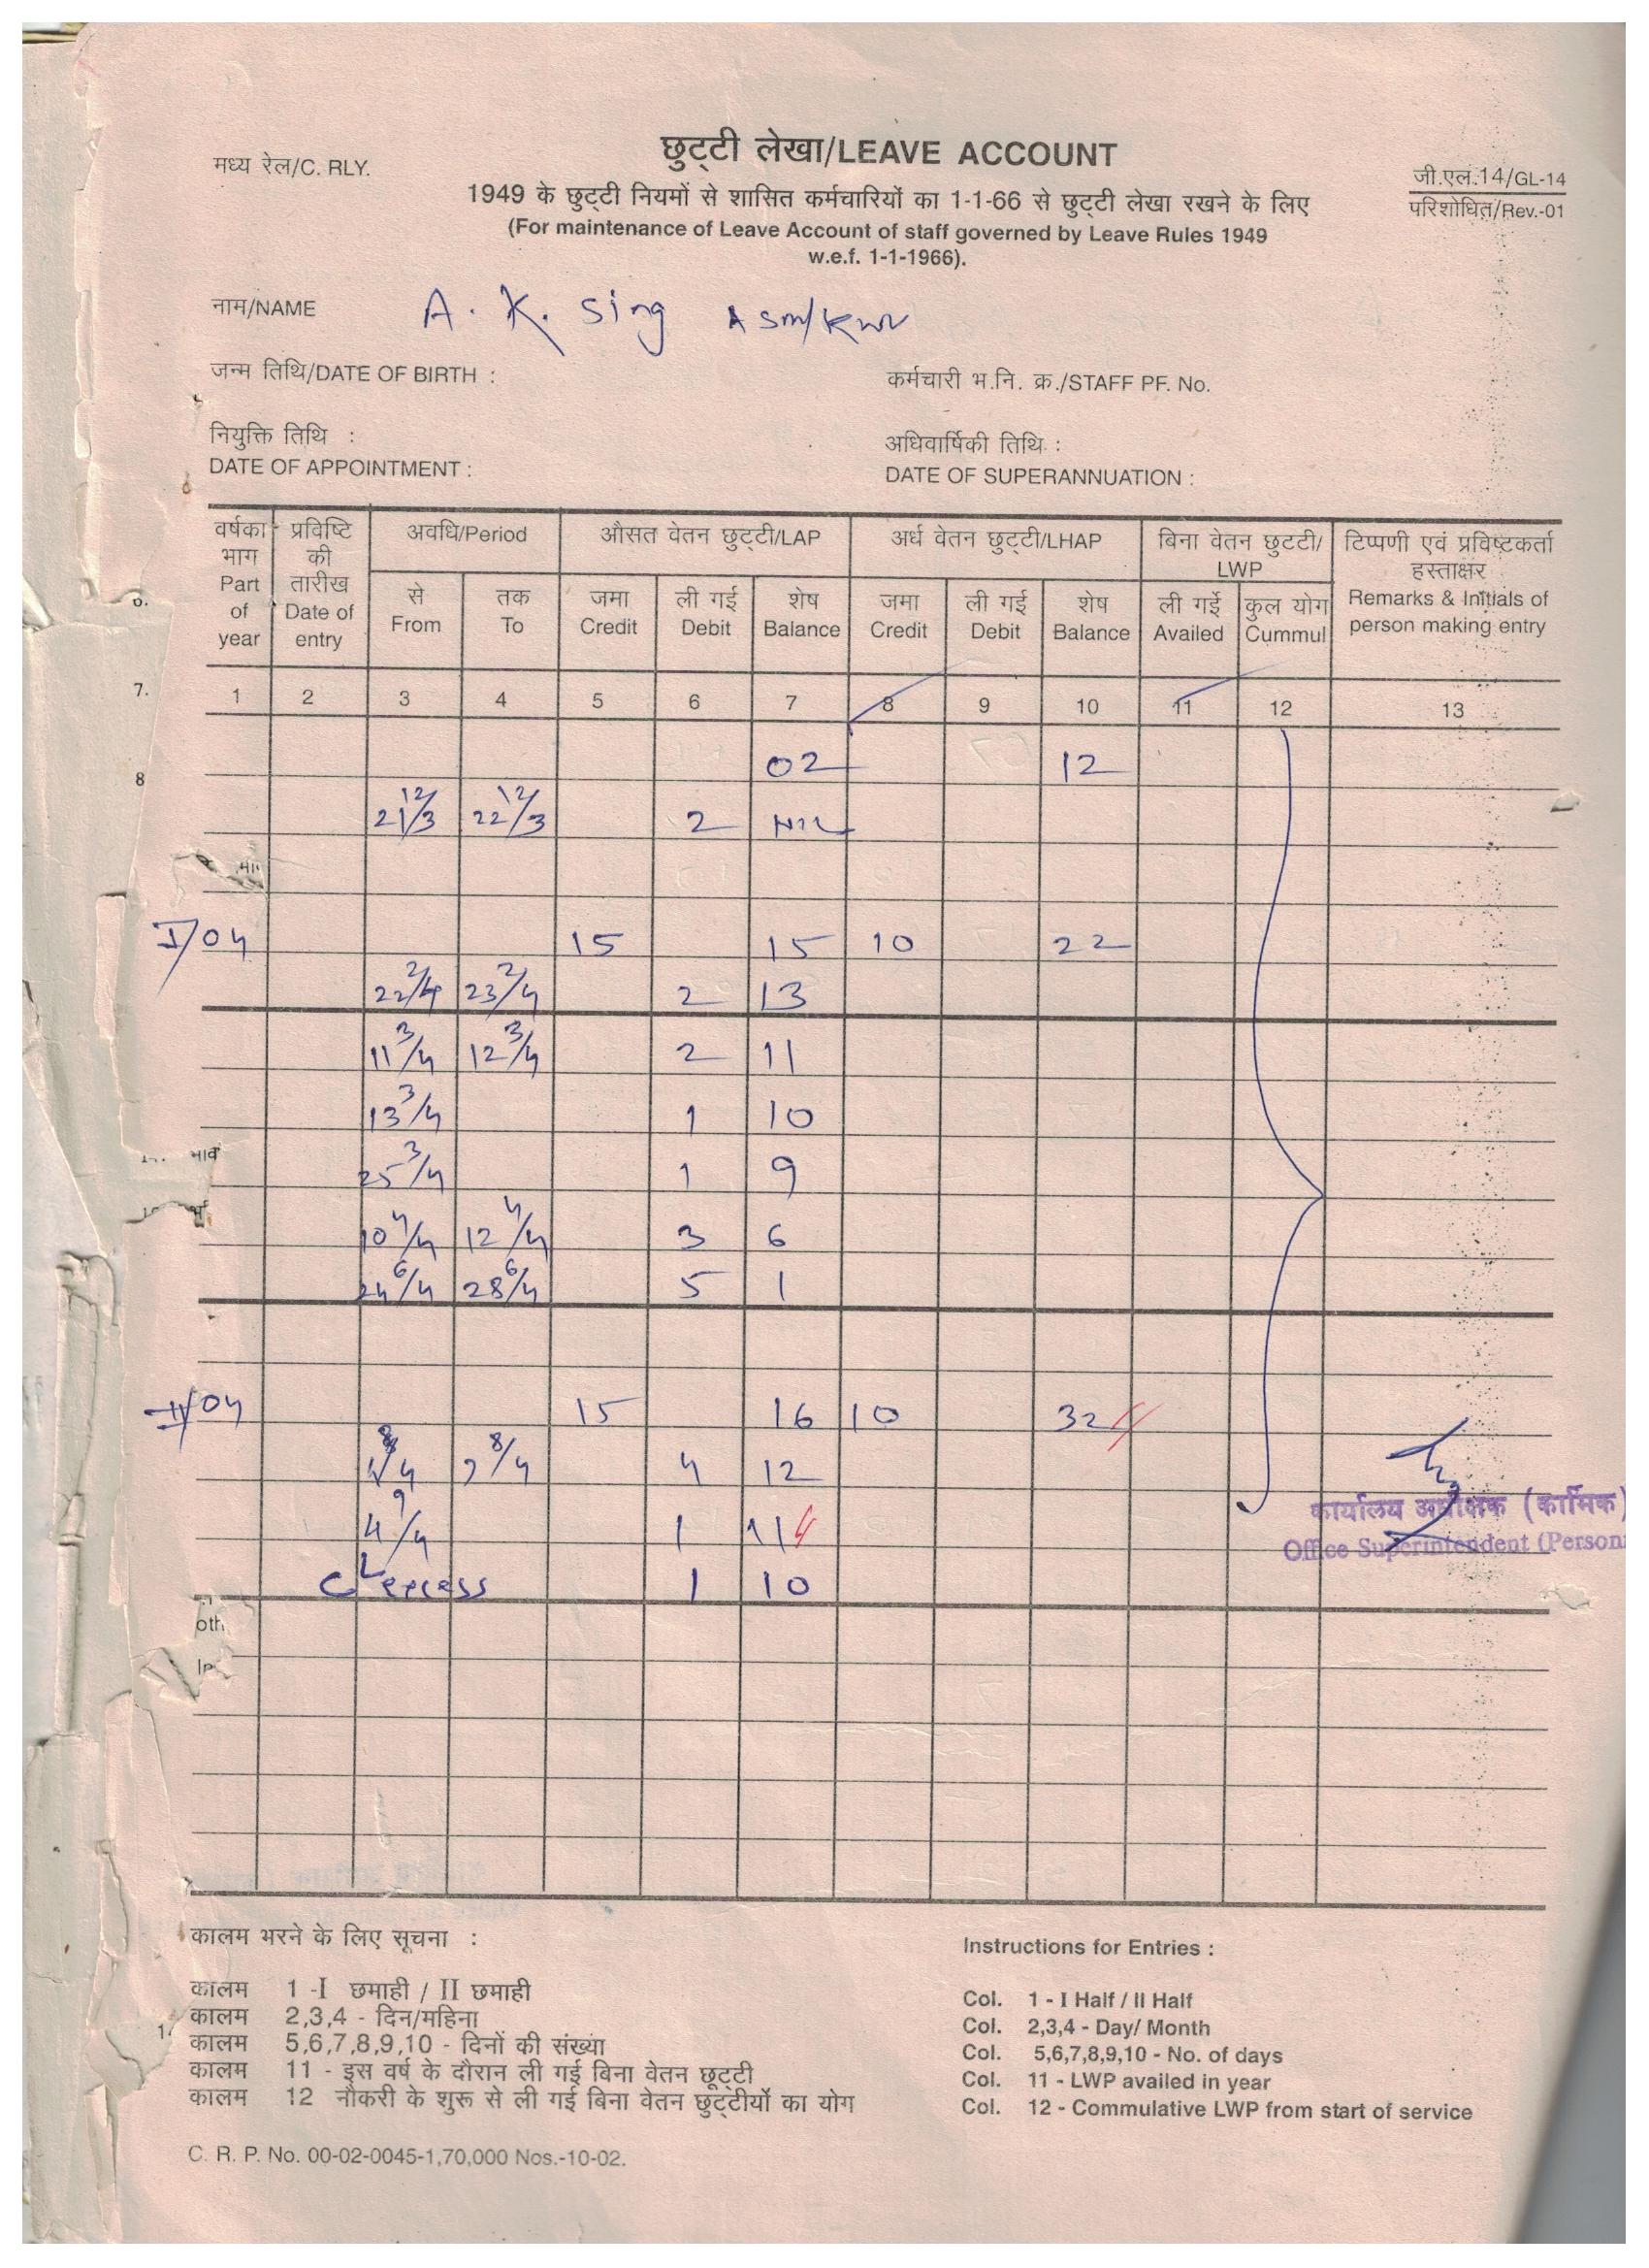 मध्य रेल/C. RLY.
छुट्टी लेखा/LEAVE ACCOUNT
जी.एल.14/GL-14
परिशोधित/Rev.-01
1949 के छुट्टी नियमों से शासित कर्मचारियों का 1-1-66 से छुट्टी लेखा रखने के लिए
(For maintenance of Leave Account of staff governed by Leave Rules 1949
w.e.f. 1-1-1966).
नाम/NAME A. K. Sing ASM/KWV
जन्म तिथि/DATE OF BIRTH :
कर्मचारी भ.नि. क्र./STAFF PF. No.
नियुक्ति तिथि :
DATE OF APPOINTMENT :
अधिवार्षिकी तिथि :
DATE OF SUPERANNUATION :
वर्षका भाग Part of year
प्रविष्टि की तारीख Date of entry
अवधि/Period
औसत वेतन छुट्टी/LAP
अर्ध वेतन छुट्टी/LHAP
बिना वेतन छुटटी/ LWP
टिप्पणी एवं प्रविष्टकर्ता हस्ताक्षर Remarks & Initials of person making entry
से From
तक To
जमा Credit
ली गई Debit
शेष Balance
जमा Credit
ली गई Debit
शेष Balance
ली गई Availed
कुल योग Cummul
6.
7.
8
1 2 3 4 5 6 7 8 9 10 11 12 13
02 12
21 12/3 22 12/3 2 Nil
I/04 15 15 10 22
22 2/4 23 2/4 2 13
11 3/4 12 3/4 2 11
13 3/4 1 10
25 3/4 1 9
10 4/4 12 4/4 3 6
24 6/4 28 6/4 5 1
II/04 15 16 10 32
8/4 8/4 4 12
4 9/4 1 11
CL excess 1 10
कार्यालय अधीक्षक (कार्मिक)
Office Superintendent (Person
oth
In
कालम भरने के लिए सूचना :
कालम 1 -I छमाही / II छमाही
कालम 2,3,4 - दिन/महिना
कालम 5,6,7,8,9,10 - दिनों की संख्या
कालम 11 - इस वर्ष के दौरान ली गई बिना वेतन छूट्टी
कालम 12 नौकरी के शुरू से ली गई बिना वेतन छुट्टीयों का योग
Instructions for Entries :
Col. 1 - I Half / II Half
Col. 2,3,4 - Day/ Month
Col. 5,6,7,8,9,10 - No. of days
Col. 11 - LWP availed in year
Col. 12 - Commulative LWP from start of service
C. R. P. No. 00-02-0045-1,70,000 Nos.-10-02.